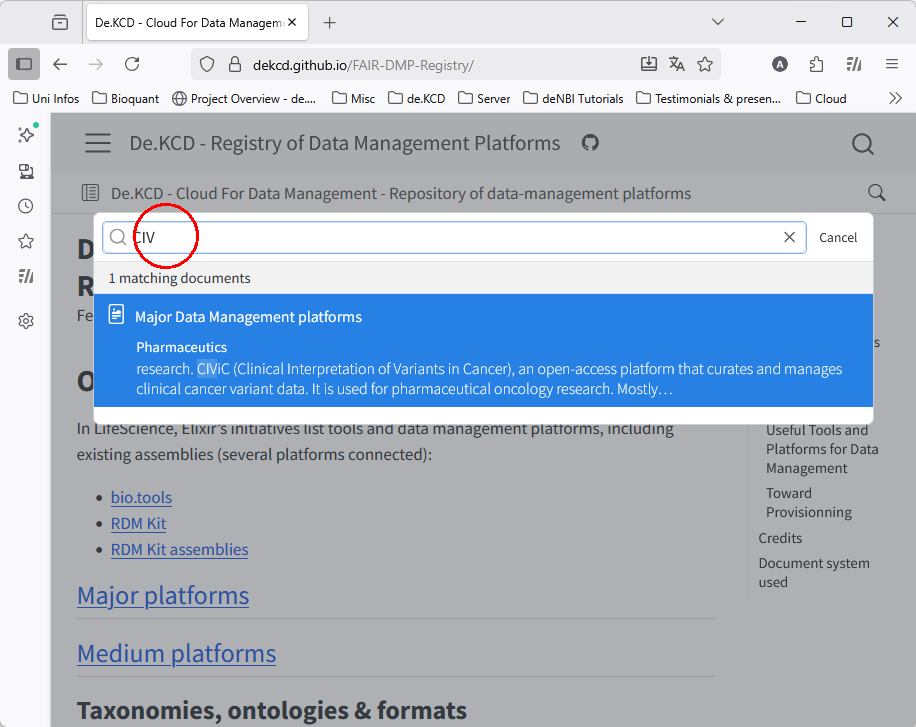 De.KCD - Cloud For Data Managem
dekcd.github.io/FAIR-DMP-Registry/
A
Uni Infos
Bioquant
Project Overview - de....
Misc
de.KCD
Server
deNBI Tutorials
Testimonials & presen...
Cloud
De.KCD - Registry of Data Management Platforms
De.KCD - Cloud For Data Management - Repository of data-management platforms
D
CIV
Cancel
R
1 matching documents
Fe
Major Data Management platforms
Pharmaceutics
s
research. CIViC (Clinical Interpretation of Variants in Cancer), an open-access platform that curates and manages
clinical cancer variant data. It is used for pharmaceutical oncology research. Mostly…
O
In LifeScience, Elixir's initiatives list tools and data management platforms, including
existing assemblies (several platforms connected):
bio.tools
RDM Kit
RDM Kit assemblies
Major platforms
Medium platforms
Taxonomies, ontologies & formats
Useful Tools and
Platforms for Data
Management
Toward
Provisionning
Credits
Document system
used